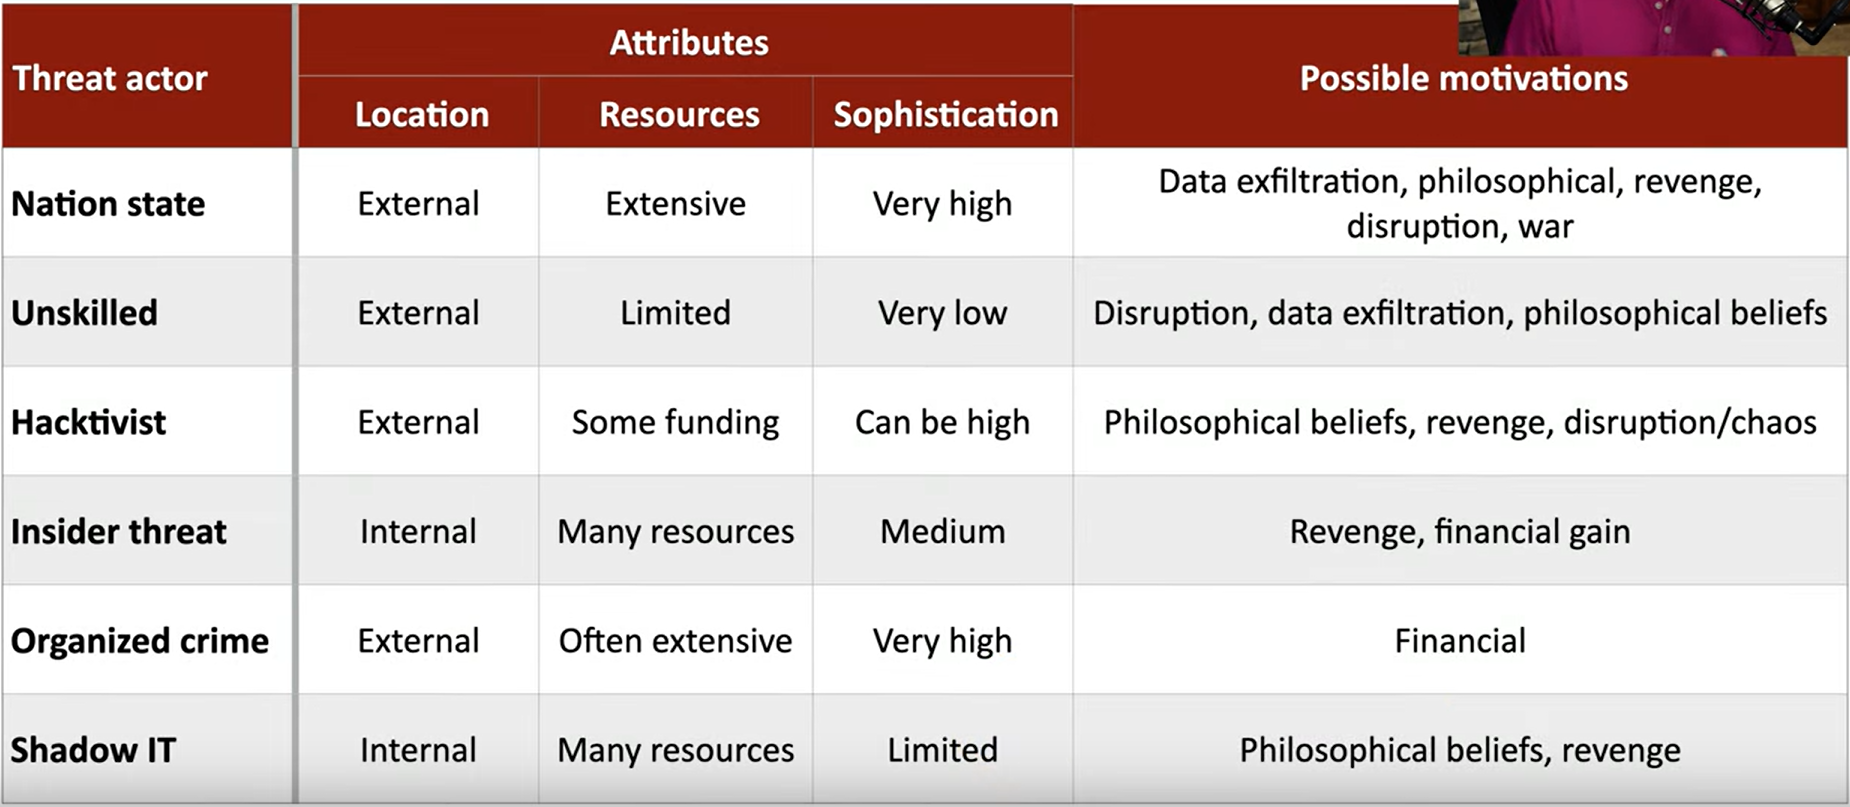 Threat actor
Attributes
Possible motivations
Location
Resources
Sophistication
Nation state
External
Extensive
Very high
Data exfiltration, philosophical, revenge,
disruption, war
Unskilled
External
Limited
Very low
Disruption, data exfiltration, philosophical beliefs
Hacktivist
External
Some funding
Can be high
Philosophical beliefs, revenge, disruption/chaos
Insider threat
Internal
Many resources
Medium
Revenge, financial gain
Organized crime
External
Often extensive
Very high
Financial
Shadow IT
Internal
Many resources
Limited
Philosophical beliefs, revenge